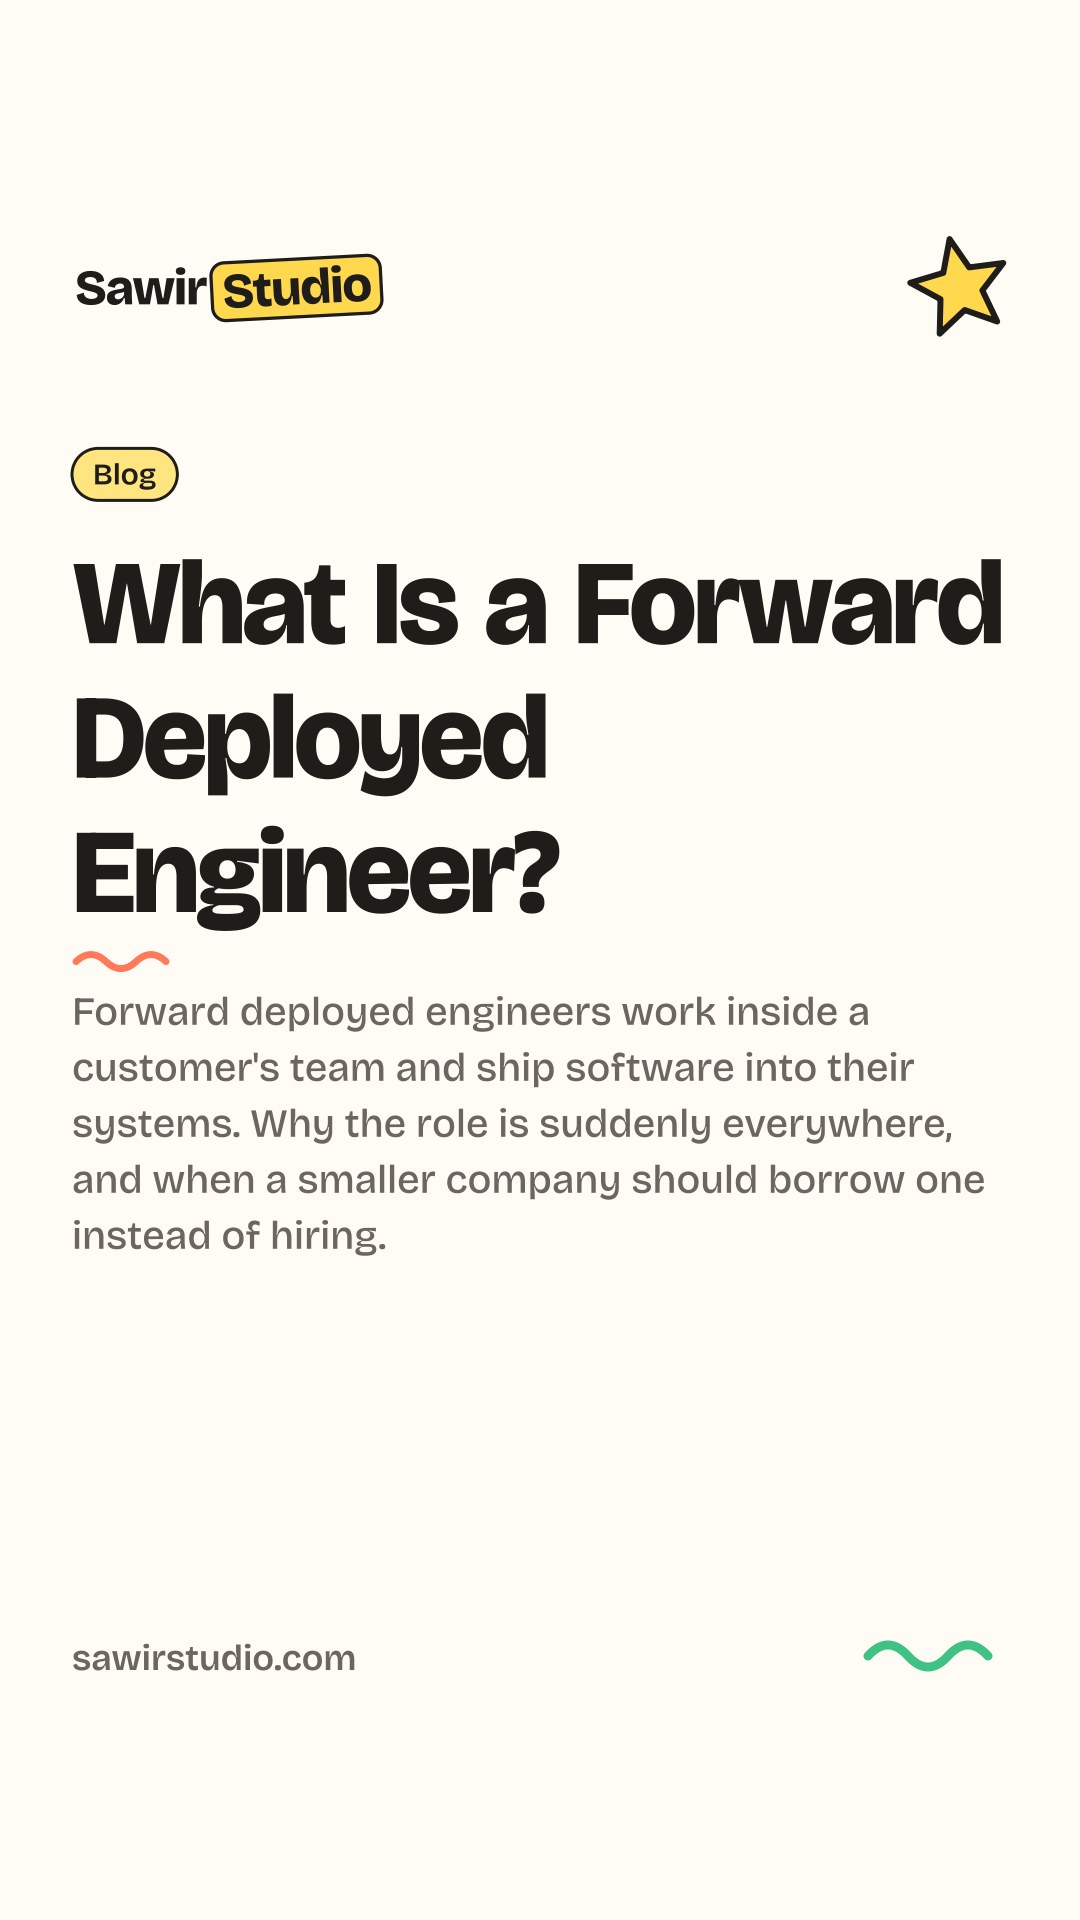 Sawir Studio
Blog
What Is a Forward
Deployed
Engineer?
Forward deployed engineers work inside a
customer's team and ship software into their
systems. Why the role is suddenly everywhere,
and when a smaller company should borrow one
instead of hiring.
sawirstudio.com